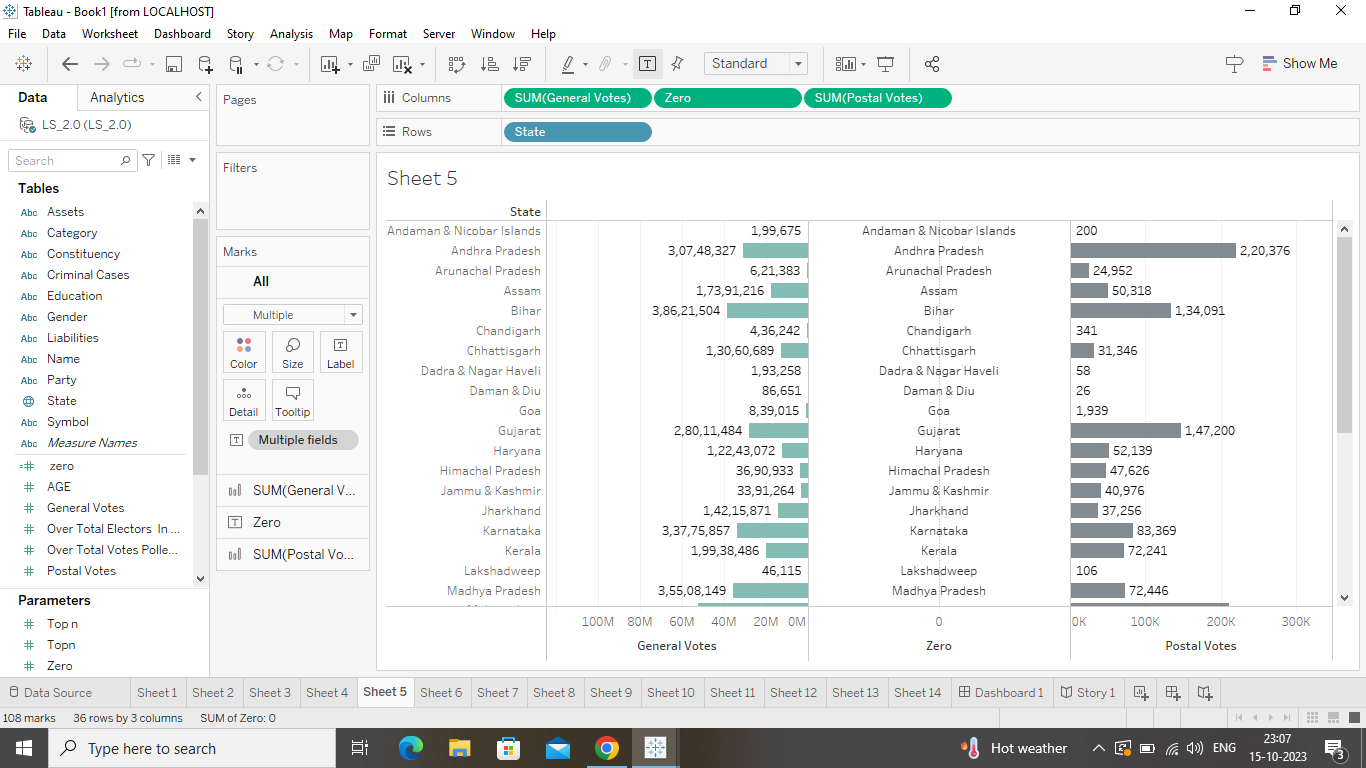 Tableau - Book1 [from LOCALHOST]
File Data Worksheet Dashboard Story Analysis Map Format Server Window Help
Standard
Show Me
Data Analytics
LS_2.0 (LS_2.0)
Search
Tables
Abc Assets
Abc Category
Abc Constituency
Abc Criminal Cases
Abc Education
Abc Gender
Abc Liabilities
Abc Name
Abc Party
State
Abc Symbol
Abc Measure Names
zero
AGE
General Votes
Over Total Electors In ...
Over Total Votes Polle...
Postal Votes
Parameters
Top n
Topn
Zero
Pages
Filters
Marks
All
Multiple
Color Size Label
Detail Tooltip
Multiple fields
SUM(General V...
Zero
SUM(Postal Vo...
Columns SUM(General Votes) Zero SUM(Postal Votes)
Rows State
Sheet 5
State
Andaman & Nicobar Islands 1,99,675 Andaman & Nicobar Islands 200
Andhra Pradesh 3,07,48,327 Andhra Pradesh 2,20,376
Arunachal Pradesh 6,21,383 Arunachal Pradesh 24,952
Assam 1,73,91,216 Assam 50,318
Bihar 3,86,21,504 Bihar 1,34,091
Chandigarh 4,36,242 Chandigarh 341
Chhattisgarh 1,30,60,689 Chhattisgarh 31,346
Dadra & Nagar Haveli 1,93,258 Dadra & Nagar Haveli 58
Daman & Diu 86,651 Daman & Diu 26
Goa 8,39,015 Goa 1,939
Gujarat 2,80,11,484 Gujarat 1,47,200
Haryana 1,22,43,072 Haryana 52,139
Himachal Pradesh 36,90,933 Himachal Pradesh 47,626
Jammu & Kashmir 33,91,264 Jammu & Kashmir 40,976
Jharkhand 1,42,15,871 Jharkhand 37,256
Karnataka 3,37,75,857 Karnataka 83,369
Kerala 1,99,38,486 Kerala 72,241
Lakshadweep 46,115 Lakshadweep 106
Madhya Pradesh 3,55,08,149 Madhya Pradesh 72,446
100M 80M 60M 40M 20M 0M 0 0K 100K 200K 300K
General Votes Zero Postal Votes
Data Source Sheet 1 Sheet 2 Sheet 3 Sheet 4 Sheet 5 Sheet 6 Sheet 7 Sheet 8 Sheet 9 Sheet 10 Sheet 11 Sheet 12 Sheet 13 Sheet 14 Dashboard 1 Story 1
108 marks 36 rows by 3 columns SUM of Zero: 0
Type here to search
Hot weather
ENG
23:07
15-10-2023
3